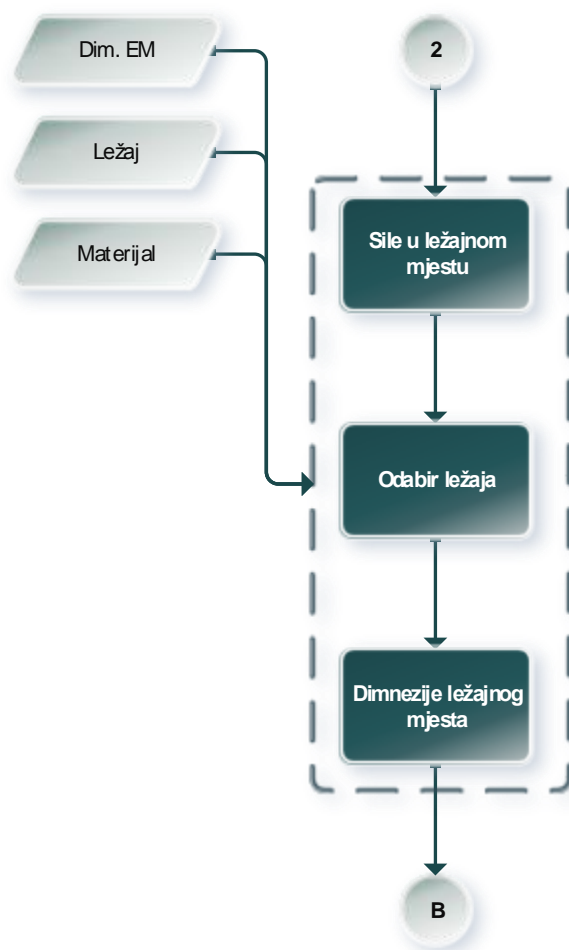 Dim. EM
2
Ležaj
Materijal
Sile u ležajnom
mjestu
Odabir ležaja
Dimnezije ležajnog
mjesta
B